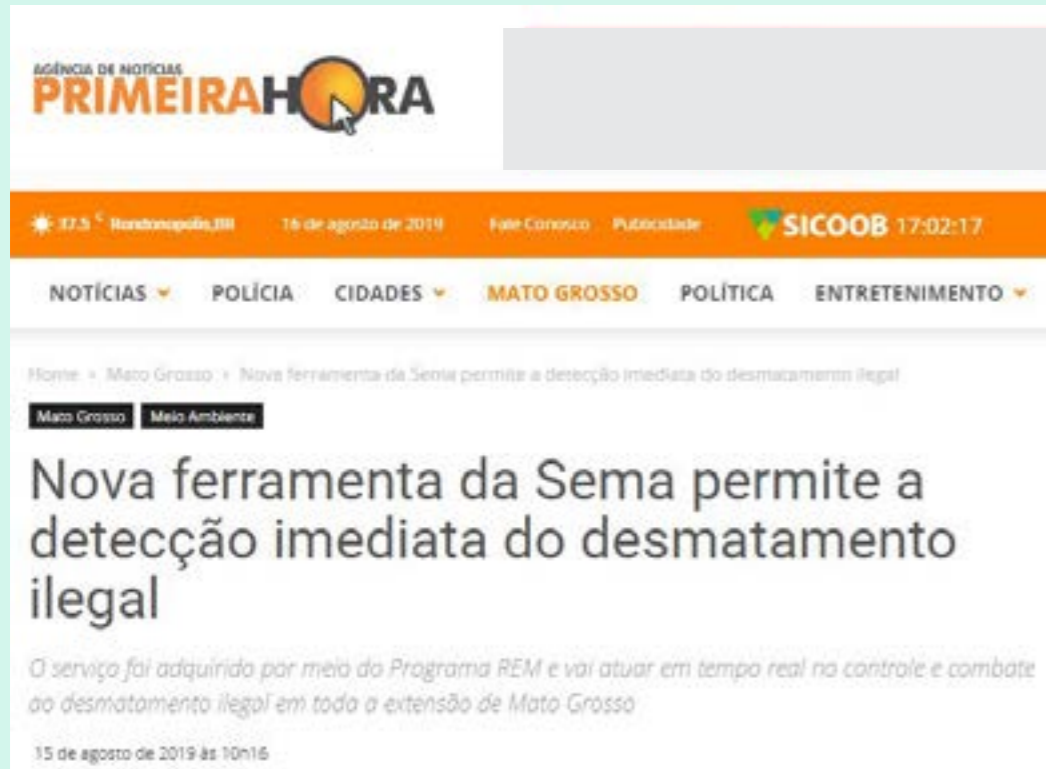 AGÊNCIA DE NOTÍCIAS
PRIMEIRAHORA
37.5 C Rondonopolis,BR 16 de agosto de 2019 Fale Conosco Publicidade SICOOB 17:02:17
NOTÍCIAS POLÍCIA CIDADES MATO GROSSO POLÍTICA ENTRETENIMENTO
Home Mato Grosso Nova ferramenta da Sema permite a detecção imediata do desmatamento ilegal
Mato Grosso Meio Ambiente
Nova ferramenta da Sema permite a
detecção imediata do desmatamento
ilegal
O serviço foi adquirido por meio do Programa REM e vai atuar em tempo real no controle e combate
ao desmatamento ilegal em toda a extensão de Mato Grosso
15 de agosto de 2019 às 10h16